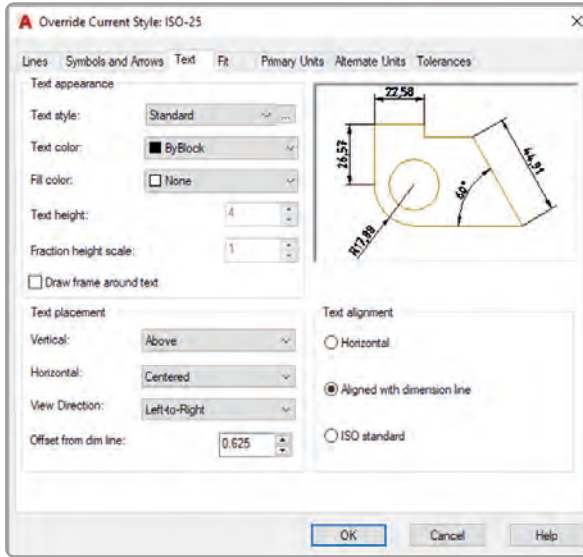 A Override Current Style: ISO-25
Lines Symbols and Arrows Text Fit Primary Units Alternate Units Tolerances
Text appearance
Text style: Standard ...
Text color: ByBlock
Fill color: None
Text height: 4
Fraction height scale: 1
Draw frame around text
22,58
26,57
44,91
60°
R17,89
Text placement
Vertical: Above
Horizontal: Centered
View Direction: Left-to-Right
Offset from dim line: 0.625
Text alignment
Horizontal
Aligned with dimension line
ISO standard
OK Cancel Help